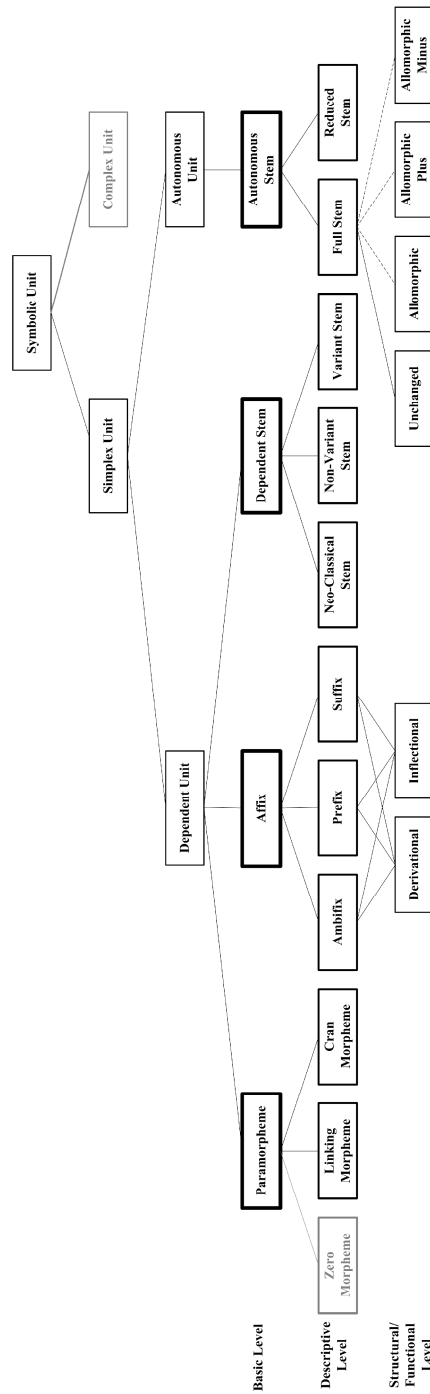 Symbolic Unit
Simplex Unit
Complex Unit
Dependent Unit
Autonomous
Unit
Basic Level
Paramorpheme
Affix
Dependent Stem
Autonomous
Stem
Descriptive
Level
Zero
Morpheme
Linking
Morpheme
Cran
Morpheme
Ambifix
Prefix
Suffix
Neo-Classical
Stem
Non-Variant
Stem
Variant Stem
Full Stem
Reduced
Stem
Structural/
Functional
Level
Derivational
Inflectional
Unchanged
Allomorphic
Allomorphic
Plus
Allomorphic
Minus